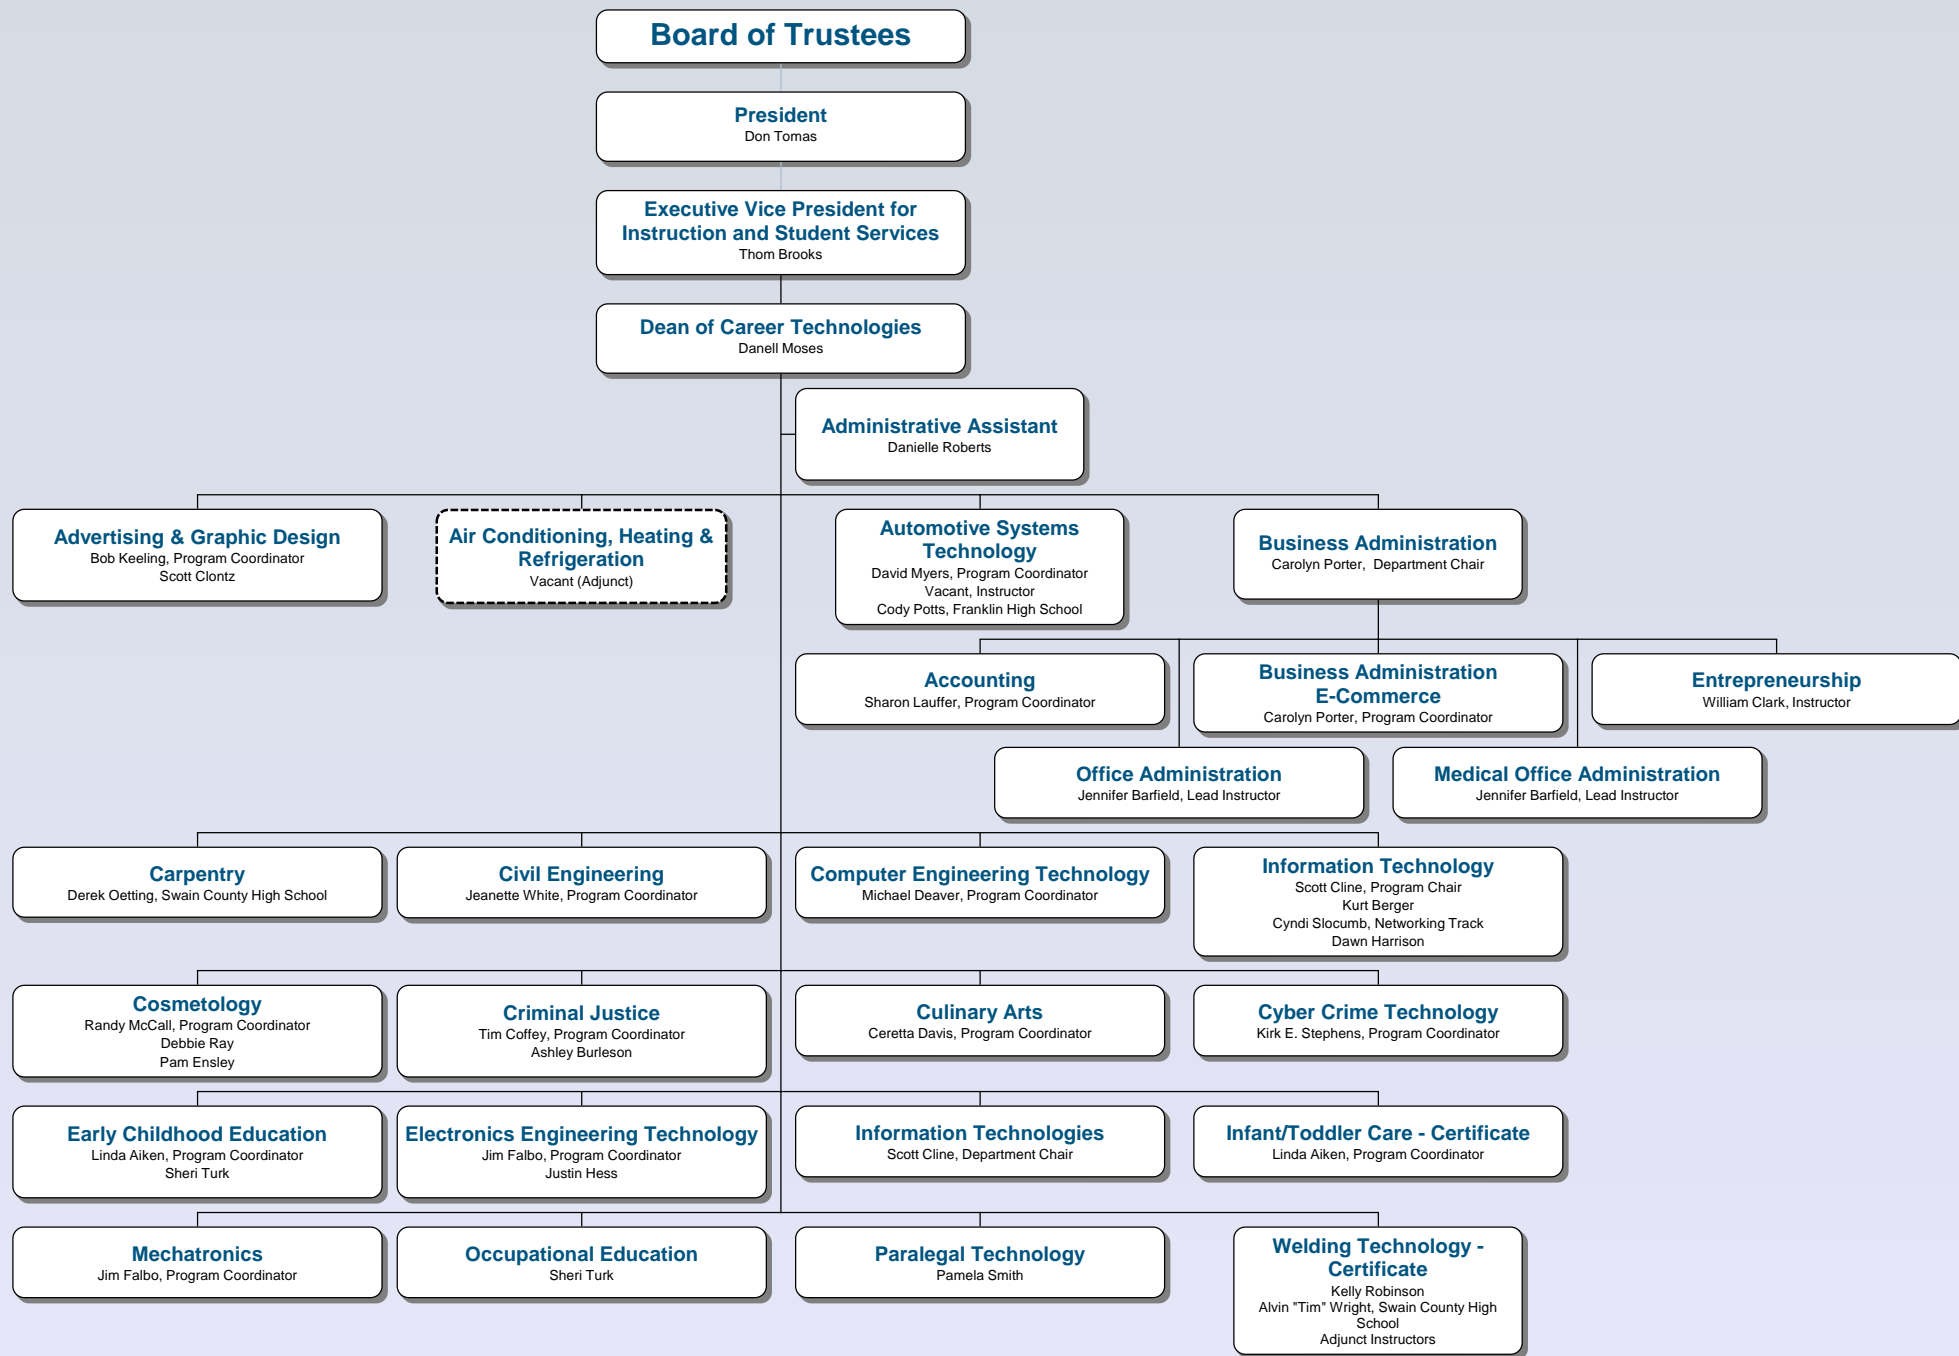 Board of Trustees
President
Don Tomas
Executive Vice President for
Instruction and Student Services
Thom Brooks
Dean of Career Technologies
Danell Moses
Administrative Assistant
Danielle Roberts
Advertising & Graphic Design
Bob Keeling, Program Coordinator
Scott Clontz
Air Conditioning, Heating &
Refrigeration
Vacant (Adjunct)
Automotive Systems
Technology
David Myers, Program Coordinator
Vacant, Instructor
Cody Potts, Franklin High School
Business Administration
Carolyn Porter, Department Chair
Accounting
Sharon Lauffer, Program Coordinator
Business Administration
E-Commerce
Carolyn Porter, Program Coordinator
Entrepreneurship
William Clark, Instructor
Office Administration
Jennifer Barfield, Lead Instructor
Medical Office Administration
Jennifer Barfield, Lead Instructor
Carpentry
Derek Oetting, Swain County High School
Civil Engineering
Jeanette White, Program Coordinator
Computer Engineering Technology
Michael Deaver, Program Coordinator
Information Technology
Scott Cline, Program Chair
Kurt Berger
Cyndi Slocumb, Networking Track
Dawn Harrison
Cosmetology
Randy McCall, Program Coordinator
Debbie Ray
Pam Ensley
Criminal Justice
Tim Coffey, Program Coordinator
Ashley Burleson
Culinary Arts
Ceretta Davis, Program Coordinator
Cyber Crime Technology
Kirk E. Stephens, Program Coordinator
Early Childhood Education
Linda Aiken, Program Coordinator
Sheri Turk
Electronics Engineering Technology
Jim Falbo, Program Coordinator
Justin Hess
Information Technologies
Scott Cline, Department Chair
Infant/Toddler Care - Certificate
Linda Aiken, Program Coordinator
Mechatronics
Jim Falbo, Program Coordinator
Occupational Education
Sheri Turk
Paralegal Technology
Pamela Smith
Welding Technology -
Certificate
Kelly Robinson
Alvin "Tim" Wright, Swain County High
School
Adjunct Instructors